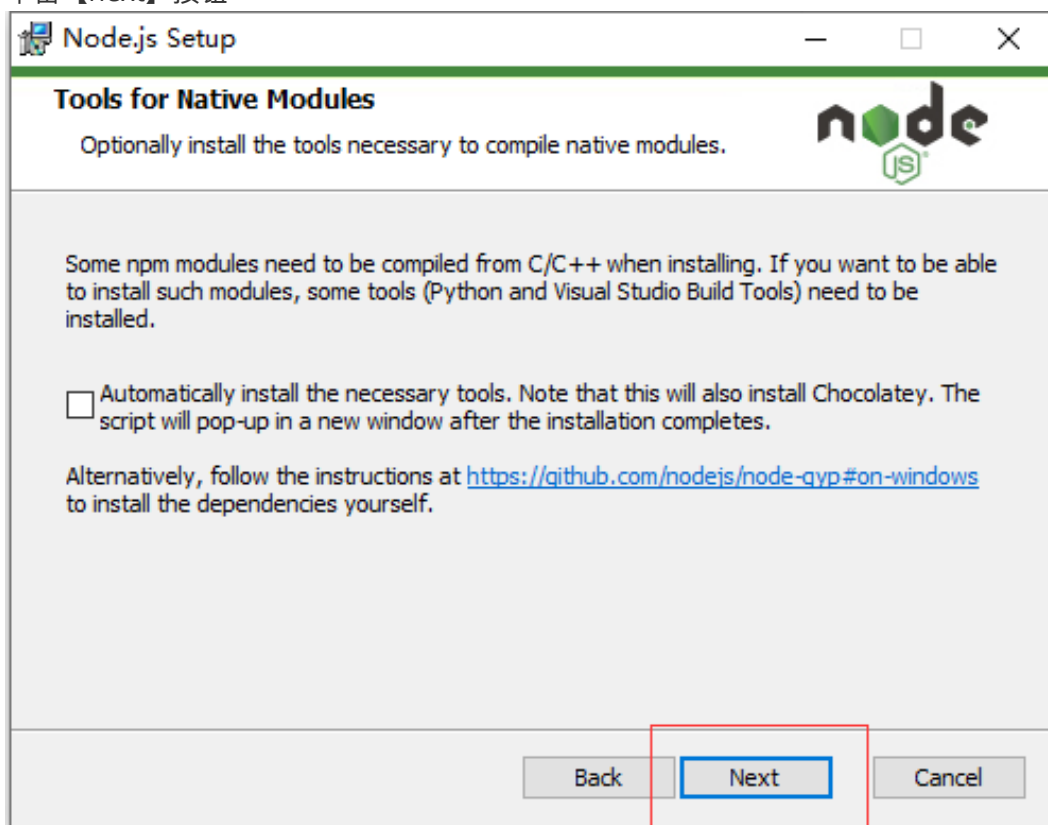 单击【next】按钮
Node.js Setup
Tools for Native Modules
Optionally install the tools necessary to compile native modules.
node
JS
Some npm modules need to be compiled from C/C++ when installing. If you want to be able
to install such modules, some tools (Python and Visual Studio Build Tools) need to be
installed.
Automatically install the necessary tools. Note that this will also install Chocolatey. The
script will pop-up in a new window after the installation completes.
Alternatively, follow the instructions at https://github.com/nodejs/node-gyp#on-windows
to install the dependencies yourself.
Back Next Cancel